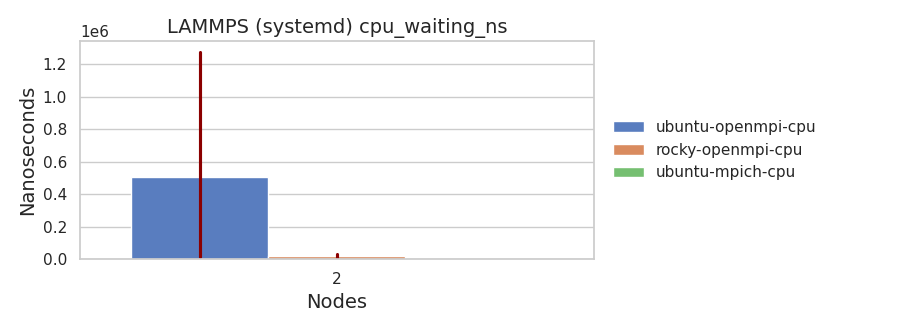 LAMMPS (systemd) cpu_waiting_ns
1e6
1.2
1.0
0.8
0.6
0.4
0.2
0.0
Nanoseconds
2
Nodes
ubuntu-openmpi-cpu
rocky-openmpi-cpu
ubuntu-mpich-cpu